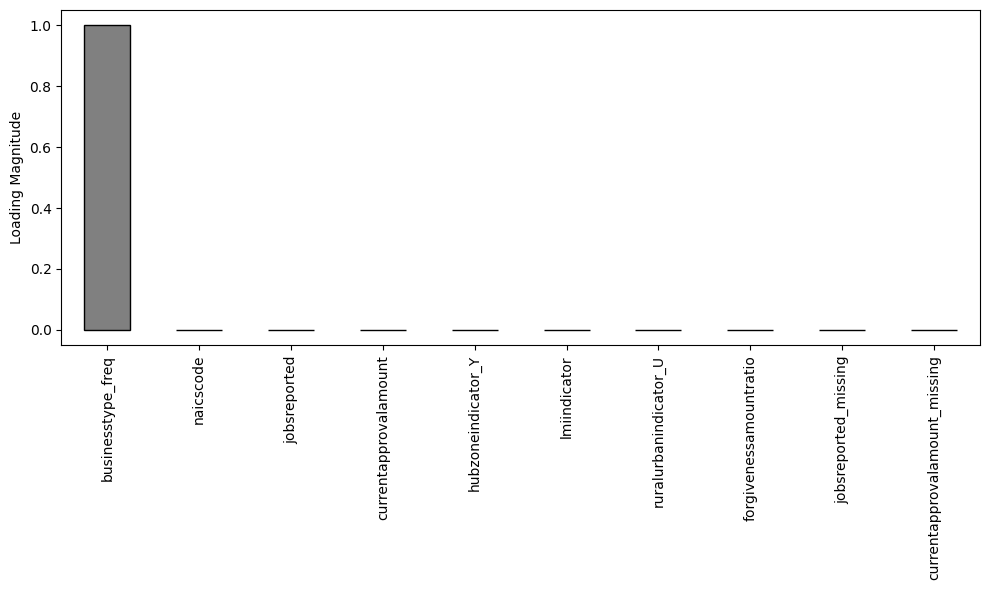 1.0
0.8
0.6
0.4
0.2
0.0
Loading Magnitude
businesstype_freq
naicscode
jobsreported
currentapprovalamount
hubzoneindicator_Y
lmiindicator
ruralurbanindicator_U
forgivenessamountratio
jobsreported_missing
currentapprovalamount_missing